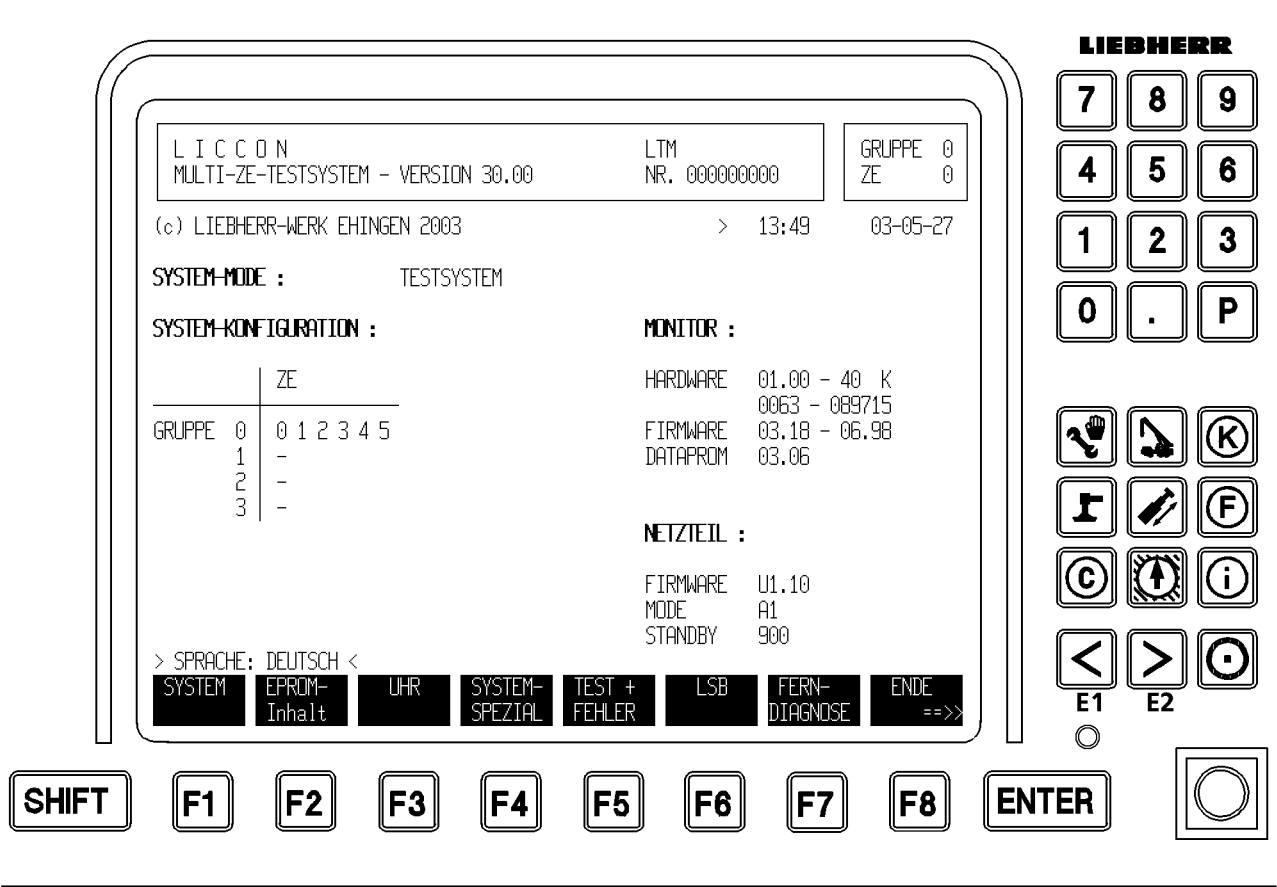 LIEBHERR
L I C C O N LTM GRUPPE 0
MULTI-ZE-TESTSYSTEM - VERSION 30.00 NR. 000000000 ZE 0
(c) LIEBHERR-WERK EHINGEN 2003 > 13:49 03-05-27
SYSTEM-MODE : TESTSYSTEM
SYSTEM-KONFIGURATION : MONITOR :
ZE HARDWARE 01.00 - 40 K
0063 - 089715
GRUPPE 0 0 1 2 3 4 5 FIRMWARE 03.18 - 06.98
1 - DATAPROM 03.06
2 -
3 -
NETZTEIL :
FIRMWARE U1.10
MODE A1
STANDBY 900
> SPRACHE: DEUTSCH <
SYSTEM EPROM- UHR SYSTEM- TEST + LSB FERN- ENDE
Inhalt SPEZIAL FEHLER DIAGNOSE ==>>
7 8 9
4 5 6
1 2 3
0 . P
K
F
C i
< >
E1 E2
SHIFT F1 F2 F3 F4 F5 F6 F7 F8 ENTER